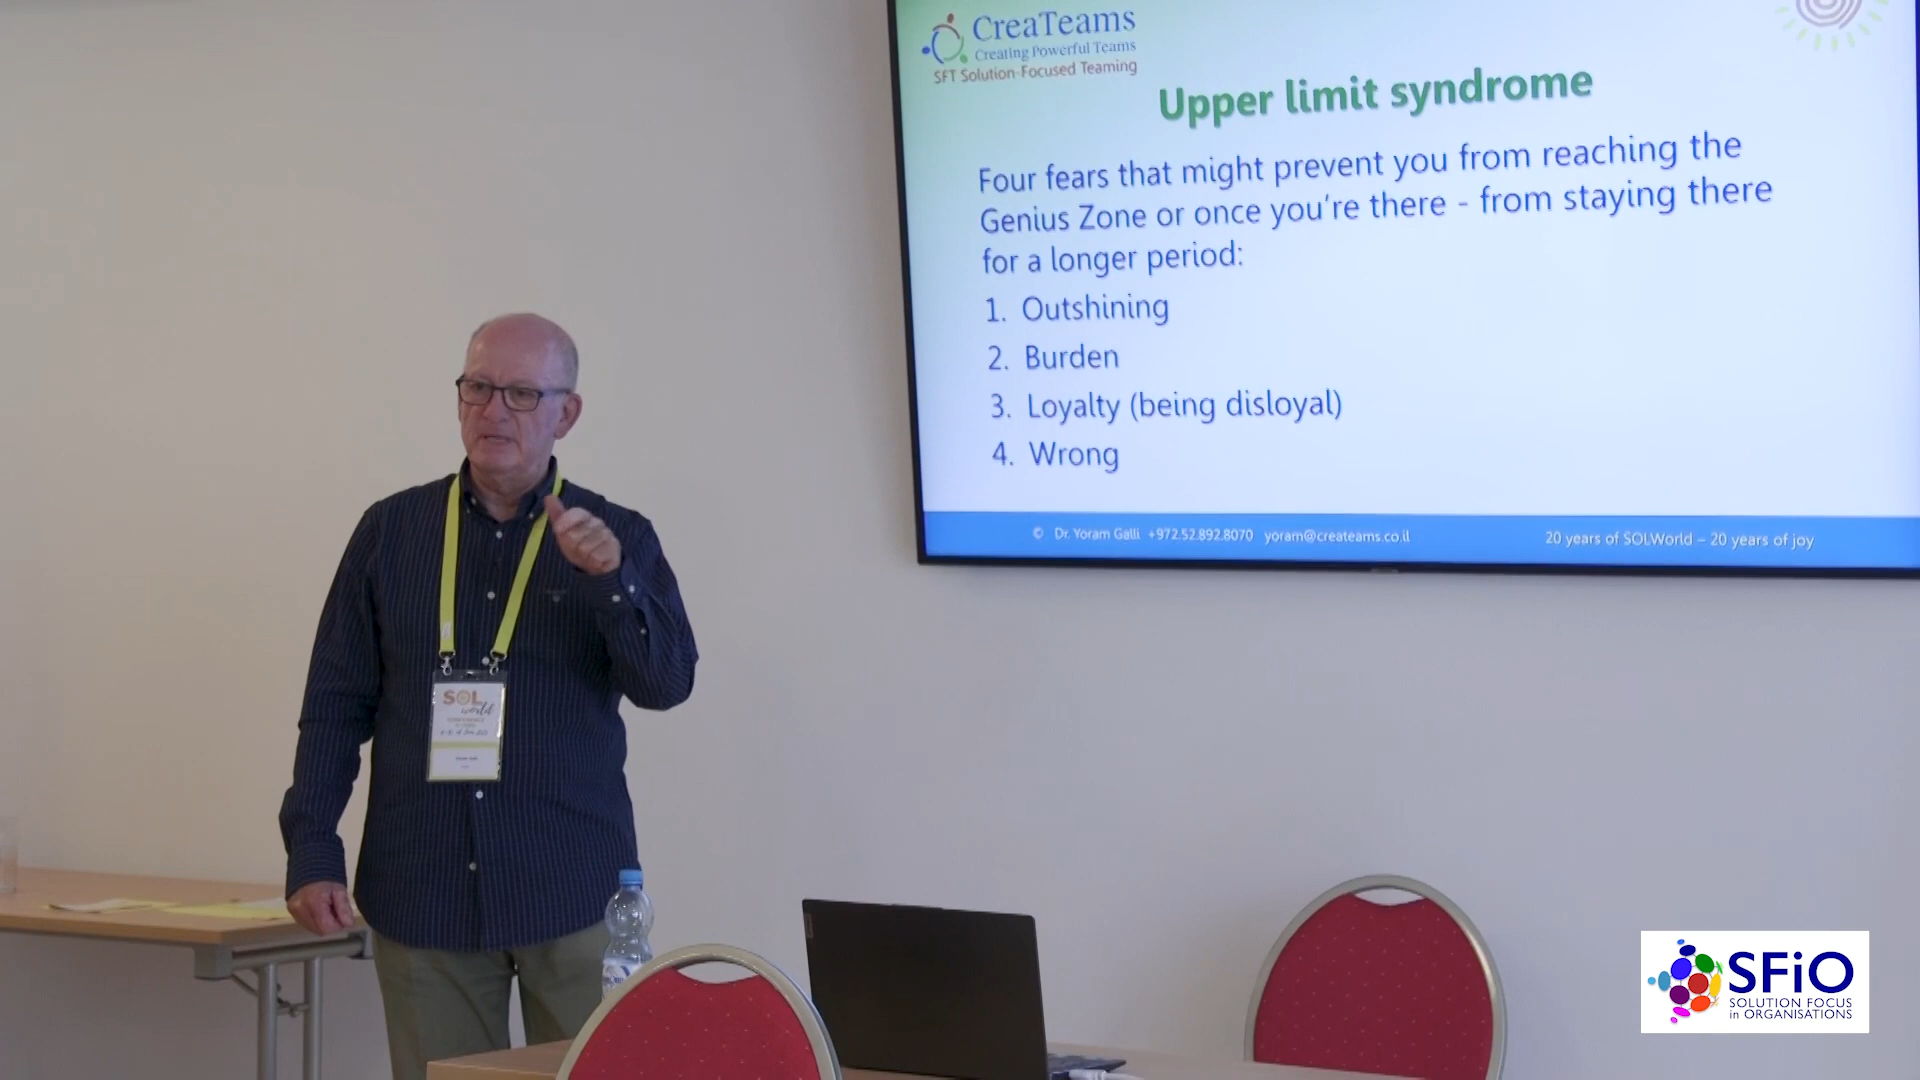 CreaTeams
Creating Powerful Teams
SFT Solution-Focused Teaming
Upper limit syndrome
Four fears that might prevent you from reaching the
Genius Zone or once you're there - from staying there
for a longer period:
1. Outshining
2. Burden
3. Loyalty (being disloyal)
4. Wrong
© Dr. Yoram Galli +972.52.892.8070 yoram@createams.co.il
20 years of SOLWorld – 20 years of joy
SOL
world
SFiO
SOLUTION FOCUS
in ORGANISATIONS